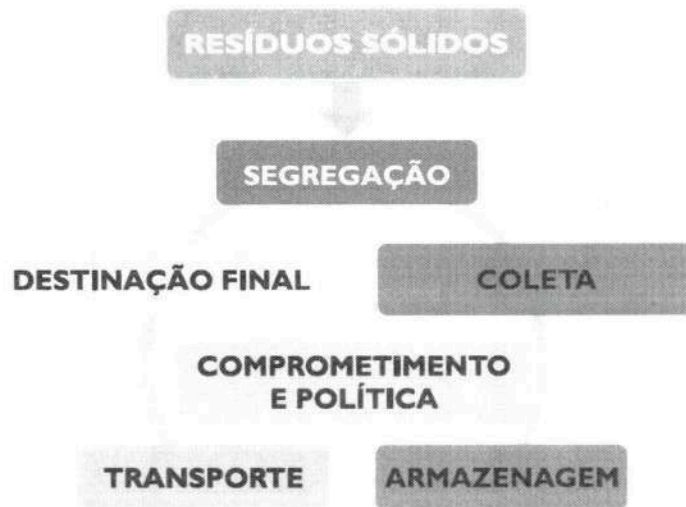 RESÍDUOS SÓLIDOS
SEGREGAÇÃO
DESTINAÇÃO FINAL
COLETA
COMPROMETIMENTO
E POLÍTICA
TRANSPORTE
ARMAZENAGEM